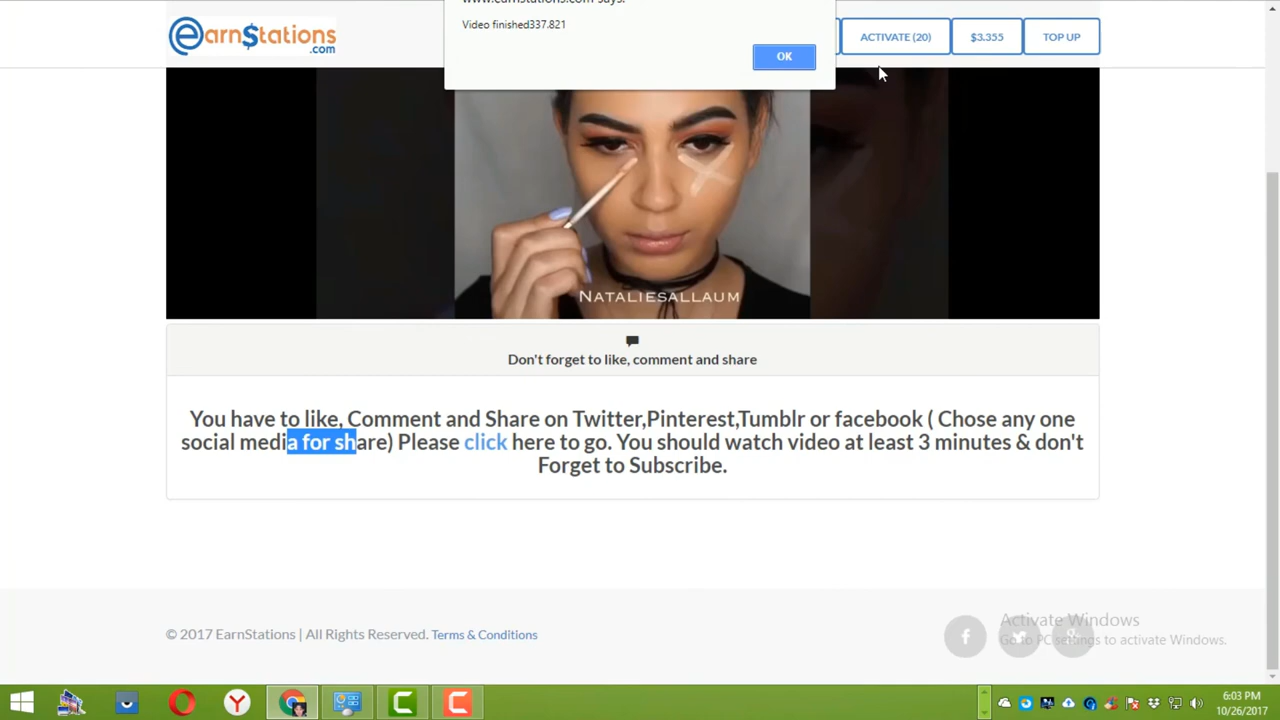 www.earnstations.com says:
Video finished337.821
OK
earn$tations
.com
ACTIVATE (20)
$3.355
TOP UP
NATALIESALLAUM
Don't forget to like, comment and share
You have to like, Comment and Share on Twitter,Pinterest,Tumblr or facebook ( Chose any one
social media for share) Please click here to go. You should watch video at least 3 minutes & don't
Forget to Subscribe.
© 2017 EarnStations | All Rights Reserved. Terms & Conditions
Activate Windows
Go to PC settings to activate Windows.
6:03 PM
10/26/2017